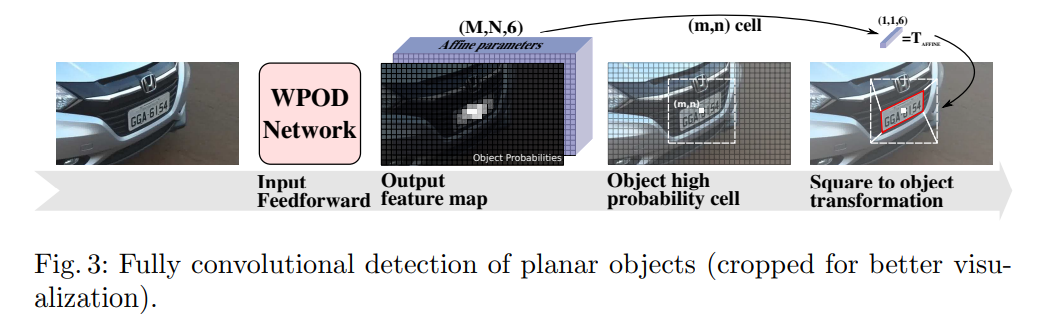 (M,N,6)
(m,n) cell
(1,1,6)
=T AFFINE
Affine parameters
WPOD
Network
GGA 6154
(m,n)
Object Probabilities
Input
Feedforward
Output
feature map
Object high
probability cell
Square to object
transformation
Fig. 3: Fully convolutional detection of planar objects (cropped for better visu-
alization).